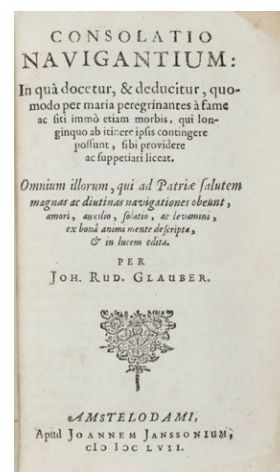 CONSOLATIO
NAVIGANTIUM:
In quâ docetur, & deducitur, quo-
modo per maria peregrinantes à fame
ac siti immò etiam morbis, qui lon-
ginquo ab itinere ipsis contingere
possunt, sibi providere
ac suppetiari liceat.
Omnium illorum, qui ad Patriæ salutem
magnas ac diutinas navigationes obeunt,
amori, auxilio, solatio, ac levamini,
ex bonâ animi mente descripta,
& in lucem edita.
PER
JOH. RUD. GLAUBER.
AMSTELODAMI,
Apud JOANNEM JANSSONIUM,
cIↃ IↃc LVII.